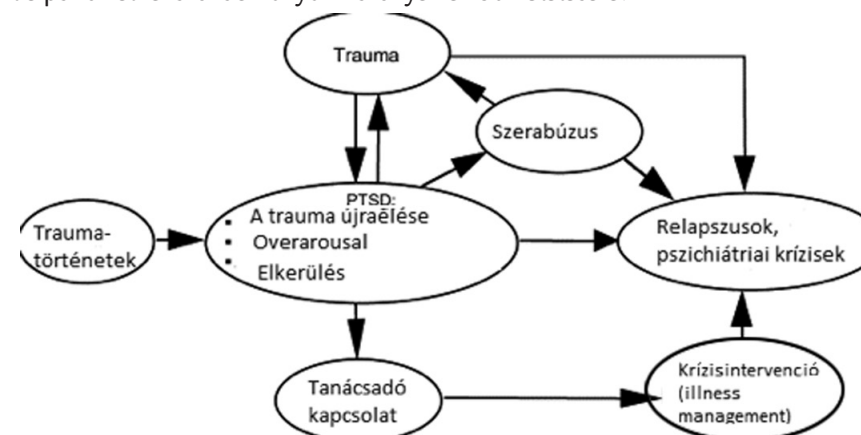 Trauma
Szerabúzus
PTSD:
▪ A trauma újraélése
▪ Overarousal
▪ Elkerülés
Trauma-
történetek
Relapszusok,
pszichiátriai krízisek
Tanácsadó
kapcsolat
Krízisintervenció
(illness
management)